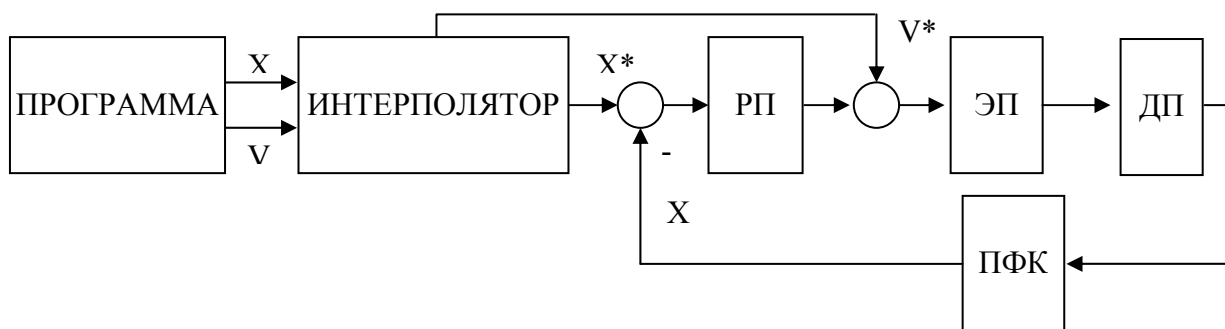 V*
X
X*
ПРОГРАММА
ИНТЕРПОЛЯТОР
РП
ЭП
ДП
V
-
X
ПФК